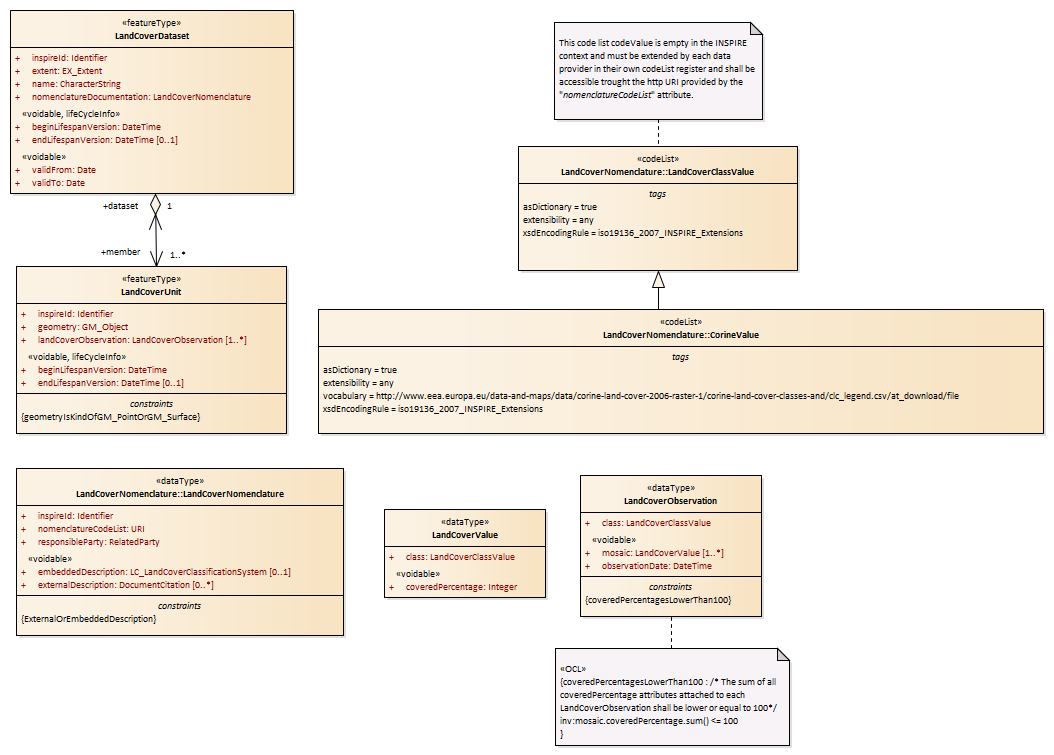 «featureType»
LandCoverDataset
+ inspireId: Identifier
+ extent: EX_Extent
+ name: CharacterString
+ nomenclatureDocumentation: LandCoverNomenclature
«voidable, lifeCycleInfo»
+ beginLifespanVersion: DateTime
+ endLifespanVersion: DateTime [0..1]
«voidable»
+ validFrom: Date
+ validTo: Date
+dataset 1
+member 1..*
«featureType»
LandCoverUnit
+ inspireId: Identifier
+ geometry: GM_Object
+ landCoverObservation: LandCoverObservation [1..*]
«voidable, lifeCycleInfo»
+ beginLifespanVersion: DateTime
+ endLifespanVersion: DateTime [0..1]
constraints
{geometryIsKindOfGM_PointOrGM_Surface}
This code list codeValue is empty in the INSPIRE
context and must be extended by each data
provider in their own codeList register and shall be
accessible trought the http URI provided by the
"nomenclatureCodeList" attribute.
«codeList»
LandCoverNomenclature::LandCoverClassValue
tags
asDictionary = true
extensibility = any
xsdEncodingRule = iso19136_2007_INSPIRE_Extensions
«codeList»
LandCoverNomenclature::CorineValue
tags
asDictionary = true
extensibility = any
vocabulary = http://www.eea.europa.eu/data-and-maps/data/corine-land-cover-2006-raster-1/corine-land-cover-classes-and/clc_legend.csv/at_download/file
xsdEncodingRule = iso19136_2007_INSPIRE_Extensions
«dataType»
LandCoverNomenclature::LandCoverNomenclature
+ inspireId: Identifier
+ nomenclatureCodeList: URI
+ responsibleParty: RelatedParty
«voidable»
+ embeddedDescription: LC_LandCoverClassificationSystem [0..1]
+ externalDescription: DocumentCitation [0..*]
constraints
{ExternalOrEmbeddedDescription}
«dataType»
LandCoverValue
+ class: LandCoverClassValue
«voidable»
+ coveredPercentage: Integer
«dataType»
LandCoverObservation
+ class: LandCoverClassValue
«voidable»
+ mosaic: LandCoverValue [1..*]
+ observationDate: DateTime
constraints
{coveredPercentagesLowerThan100}
«OCL»
{coveredPercentagesLowerThan100 : /* The sum of all
coveredPercentage attributes attached to each
LandCoverObservation shall be lower or equal to 100*/
inv:mosaic.coveredPercentage.sum() <= 100
}